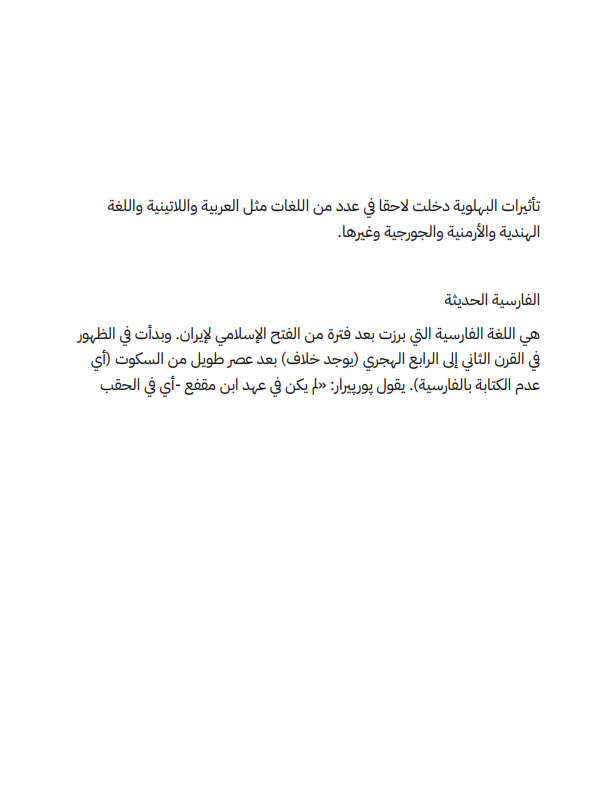 تأثيرات البهلوية دخلت لاحقا في عدد من اللغات مثل العربية واللاتينية واللغة
الهندية والأرمنية والجورجية وغيرها.
الفارسية الحديثة
هي اللغة الفارسية التي برزت بعد فترة من الفتح الإسلامي لإيران. وبدأت في الظهور
في القرن الثاني إلى الرابع الهجري (يوجد خلاف) بعد عصر طويل من السكوت (أي
عدم الكتابة بالفارسية). يقول پورپيرار: «لم يكن في عهد ابن مقفع -أي في الحقب